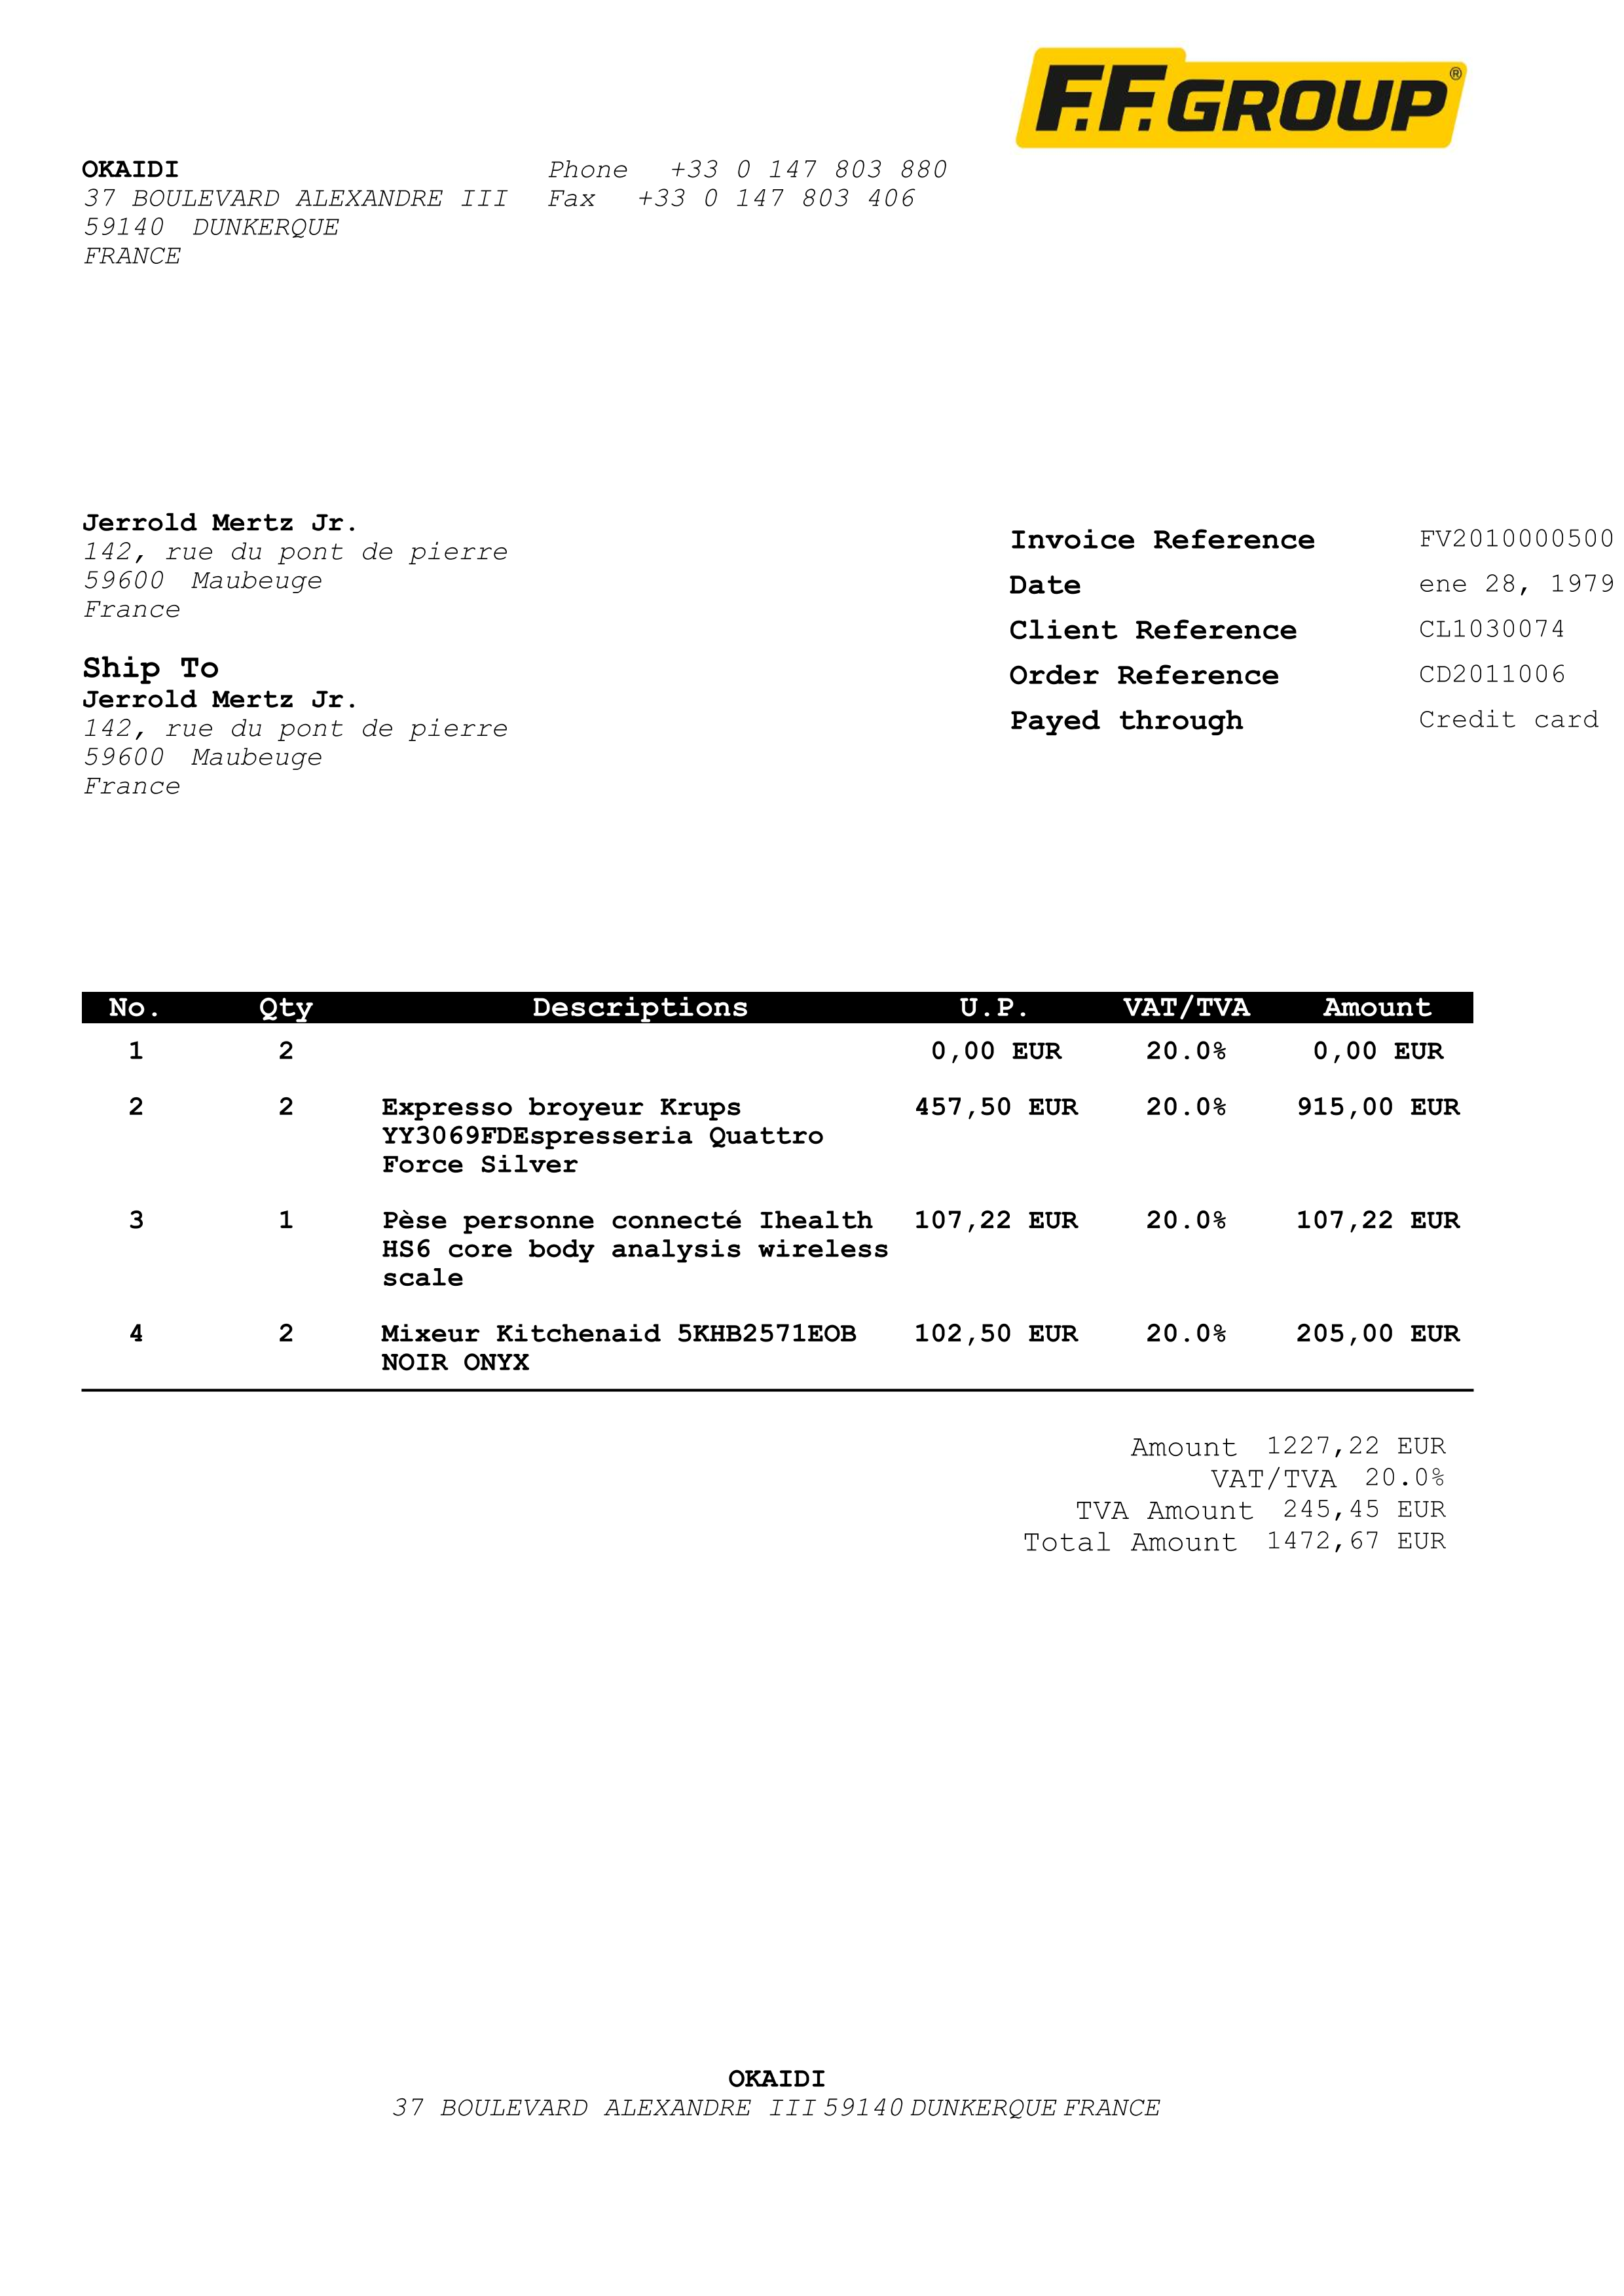 F.F. GROUP®
OKAIDI
37 BOULEVARD ALEXANDRE III
59140 DUNKERQUE
FRANCE
Phone +33 0 147 803 880
Fax +33 0 147 803 406
Jerrold Mertz Jr.
142, rue du pont de pierre
59600 Maubeuge
France
Ship To
Jerrold Mertz Jr.
142, rue du pont de pierre
59600 Maubeuge
France
Invoice Reference FV2010000500
Date ene 28, 1979
Client Reference CL1030074
Order Reference CD2011006
Payed through Credit card
No. Qty Descriptions U.P. VAT/TVA Amount
1 2 0,00 EUR 20.0% 0,00 EUR
2 2 Expresso broyeur Krups 457,50 EUR 20.0% 915,00 EUR
YY3069FDEspresseria Quattro
Force Silver
3 1 Pèse personne connecté Ihealth 107,22 EUR 20.0% 107,22 EUR
HS6 core body analysis wireless
scale
4 2 Mixeur Kitchenaid 5KHB2571EOB 102,50 EUR 20.0% 205,00 EUR
NOIR ONYX
Amount 1227,22 EUR
VAT/TVA 20.0%
TVA Amount 245,45 EUR
Total Amount 1472,67 EUR
OKAIDI
37 BOULEVARD ALEXANDRE III 59140 DUNKERQUE FRANCE